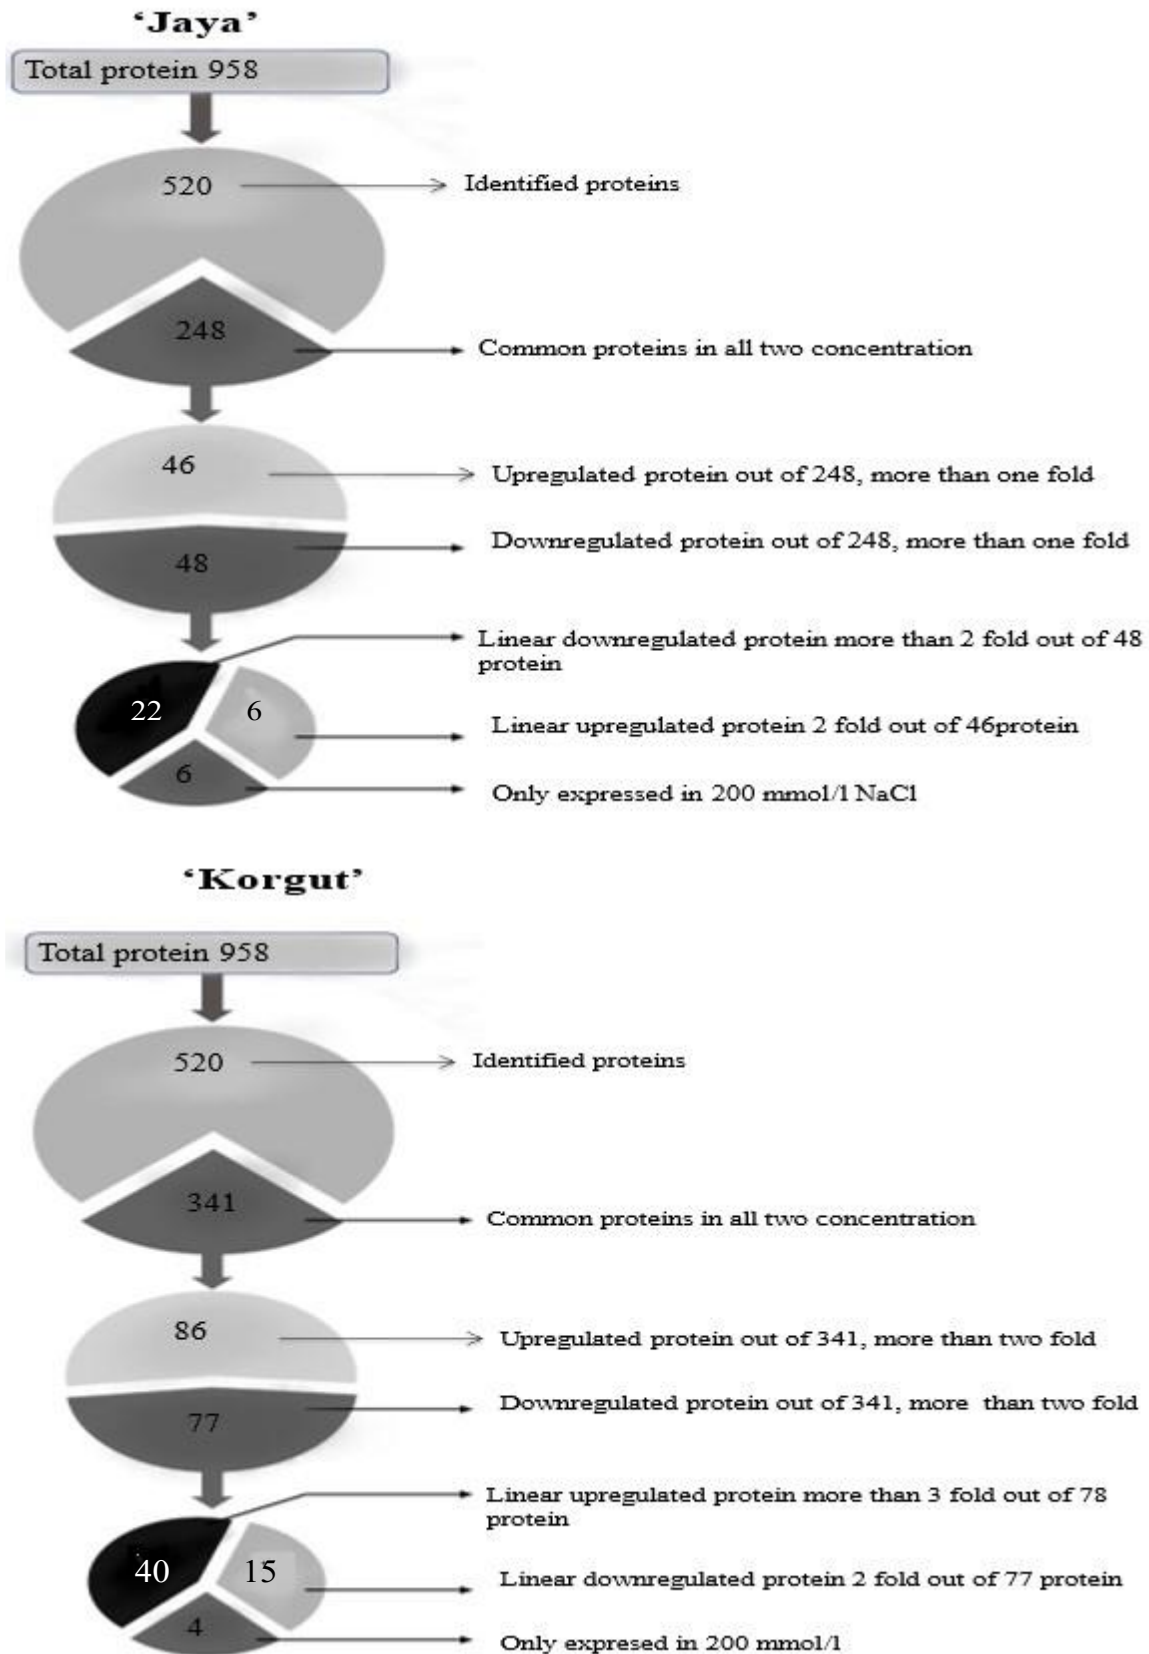 ‘Jaya’
Total protein 958
520
Identified proteins
248
Common proteins in all two concentration
46
Upregulated protein out of 248, more than one fold
Downregulated protein out of 248, more than one fold
48
Linear downregulated protein more than 2 fold out of 48
protein
22
6
Linear upregulated protein 2 fold out of 46protein
6
Only expressed in 200 mmol/l NaCl
‘Korgut’
Total protein 958
520
Identified proteins
341
Common proteins in all two concentration
86
Upregulated protein out of 341, more than two fold
Downregulated protein out of 341, more than two fold
77
Linear upregulated protein more than 3 fold out of 78
protein
40
15
Linear downregulated protein 2 fold out of 77 protein
4
Only expresed in 200 mmol/l